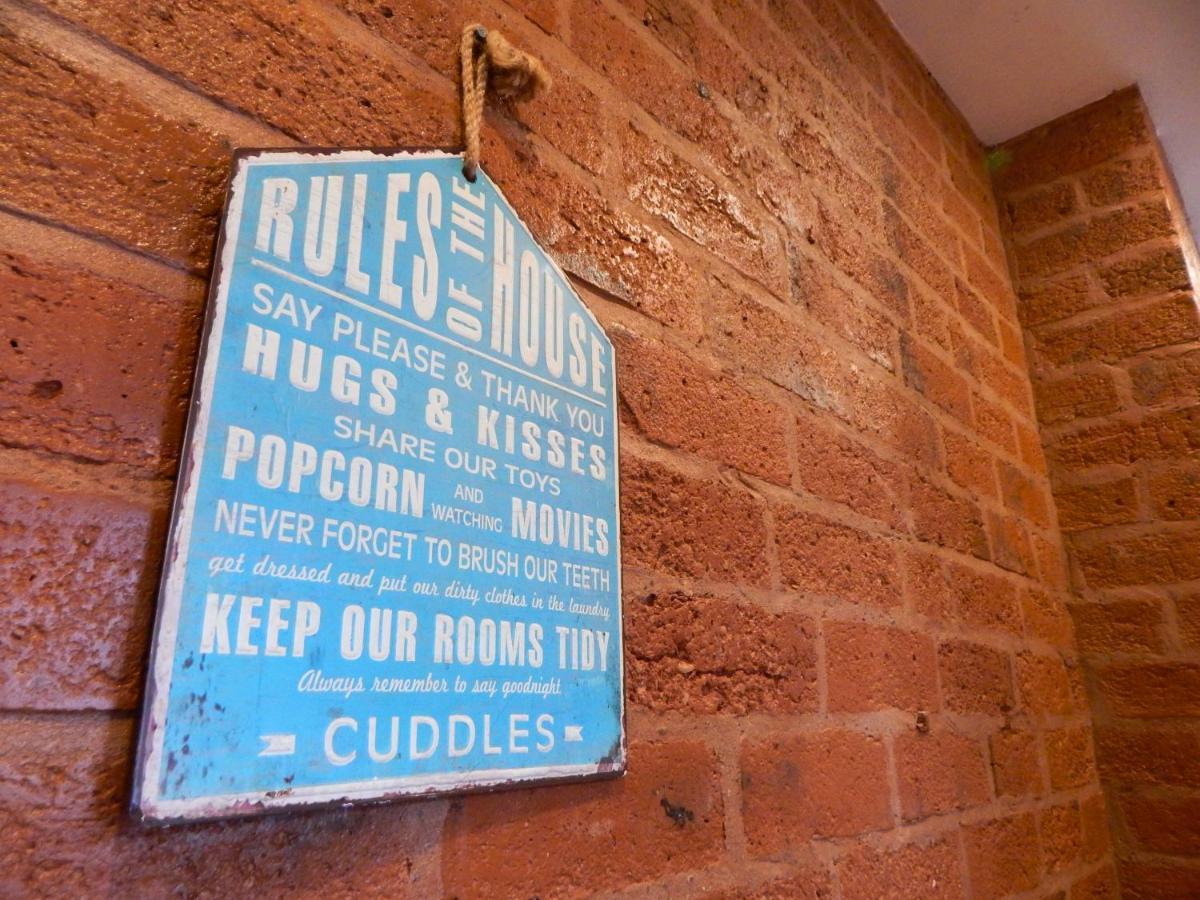 RULES OF THE HOUSE
SAY PLEASE & THANK YOU
HUGS & KISSES
SHARE OUR TOYS
POPCORN AND WATCHING MOVIES
NEVER FORGET TO BRUSH OUR TEETH
get dressed and put our dirty clothes in the laundry
KEEP OUR ROOMS TIDY
Always remember to say goodnight
CUDDLES